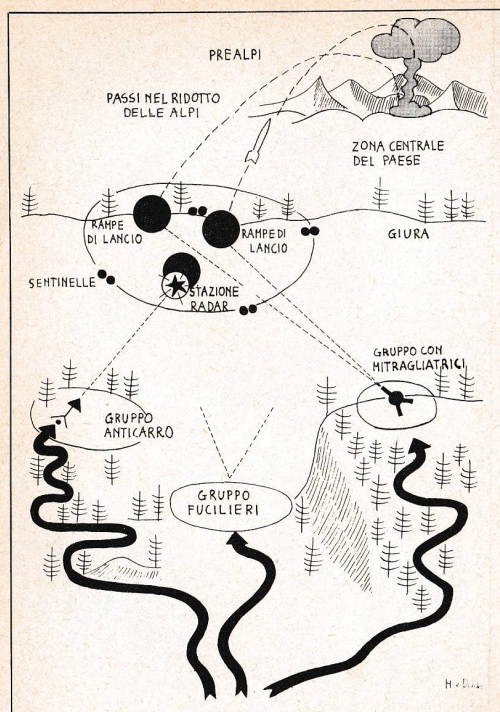 PREALPI
PASSI NEL RIDOTTO
DELLE ALPI
ZONA CENTRALE
DEL PAESE
RAMPE
DI LANCIO
RAMPE DI
LANCIO
GIURA
SENTINELLE
STAZIONE
RADAR
GRUPPO CON
MITRAGLIATRICI
GRUPPO
ANTICARRO
GRUPPO
FUCILIERI